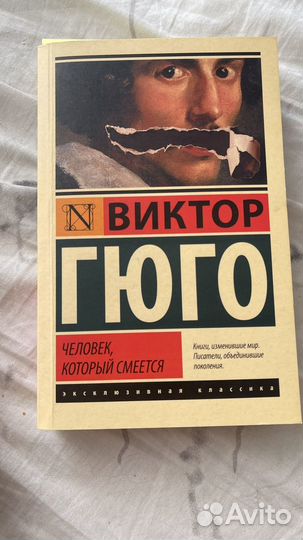 N
ВИКТОР
ГЮГО
ЧЕЛОВЕК,
КОТОРЫЙ СМЕЕТСЯ
Книги, изменившие мир.
Писатели, объединившие
поколения.
эксклюзивная классика
Avito